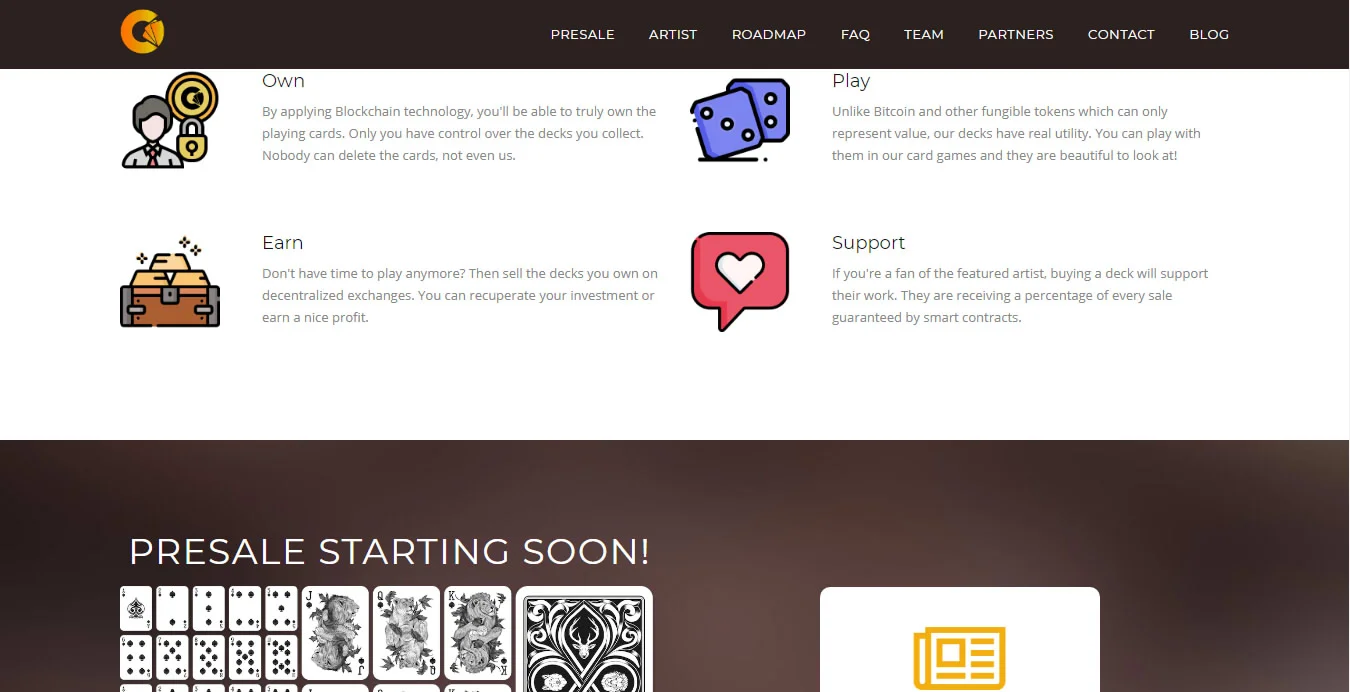 PRESALE ARTIST ROADMAP FAQ TEAM PARTNERS CONTACT BLOG
Own
By applying Blockchain technology, you'll be able to truly own the
playing cards. Only you have control over the decks you collect.
Nobody can delete the cards, not even us.
Play
Unlike Bitcoin and other fungible tokens which can only
represent value, our decks have real utility. You can play with
them in our card games and they are beautiful to look at!
Earn
Don't have time to play anymore? Then sell the decks you own on
decentralized exchanges. You can recuperate your investment or
earn a nice profit.
Support
If you're a fan of the featured artist, buying a deck will support
their work. They are receiving a percentage of every sale
guaranteed by smart contracts.
PRESALE STARTING SOON!
J Q K